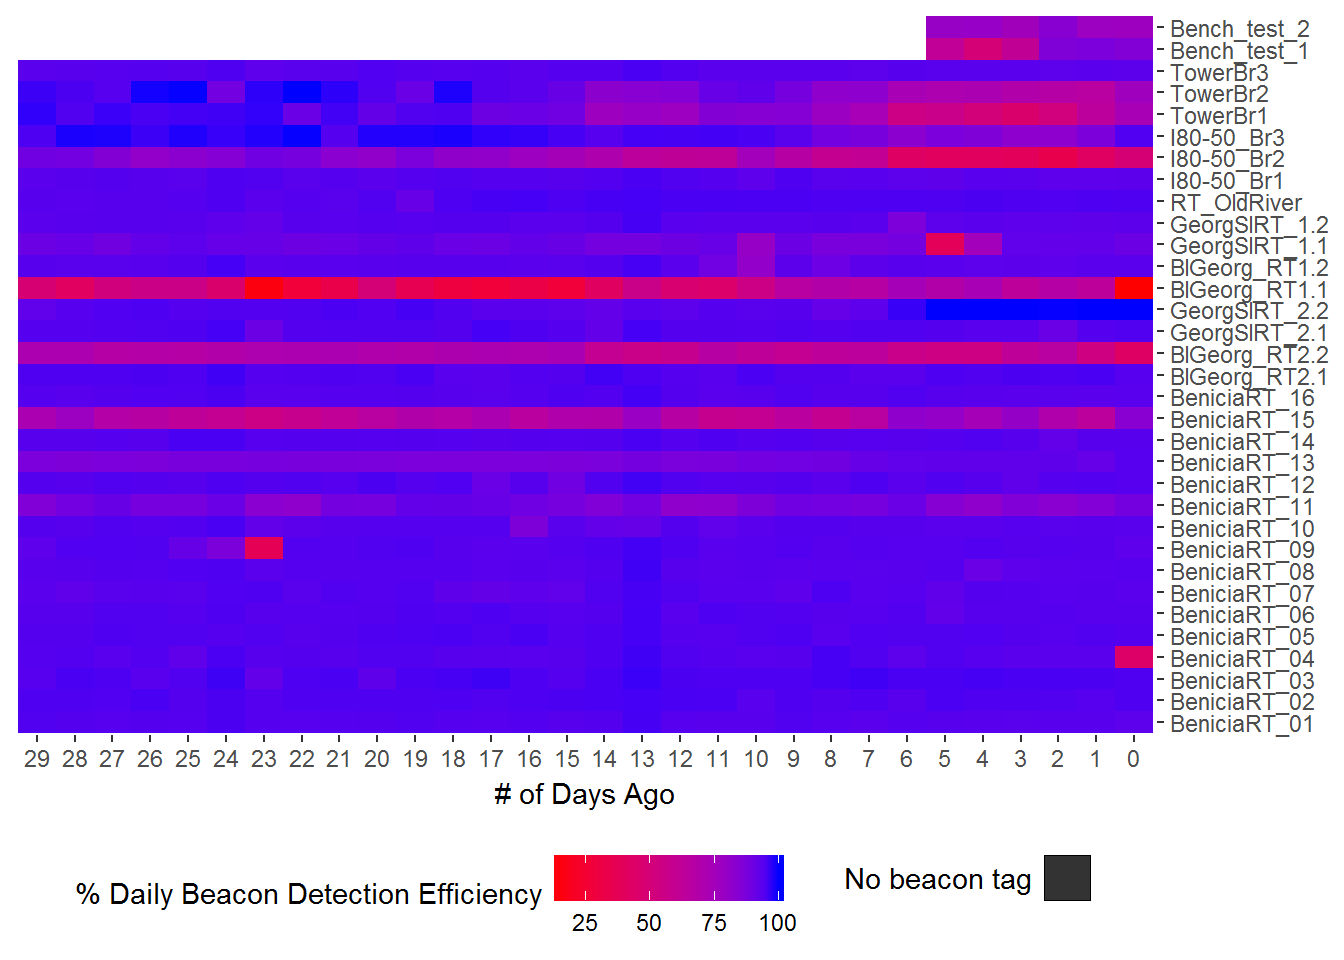 Bench_test_2
Bench_test_1
TowerBr3
TowerBr2
TowerBr1
I80-50_Br3
I80-50_Br2
I80-50_Br1
RT_OldRiver
GeorgSlRT_1.2
GeorgSlRT_1.1
BlGeorg_RT1.2
BlGeorg_RT1.1
GeorgSlRT_2.2
GeorgSlRT_2.1
BlGeorg_RT2.2
BlGeorg_RT2.1
BeniciaRT_16
BeniciaRT_15
BeniciaRT_14
BeniciaRT_13
BeniciaRT_12
BeniciaRT_11
BeniciaRT_10
BeniciaRT_09
BeniciaRT_08
BeniciaRT_07
BeniciaRT_06
BeniciaRT_05
BeniciaRT_04
BeniciaRT_03
BeniciaRT_02
BeniciaRT_01
29 28 27 26 25 24 23 22 21 20 19 18 17 16 15 14 13 12 11 10 9 8 7 6 5 4 3 2 1 0
# of Days Ago
% Daily Beacon Detection Efficiency
25 50 75 100
No beacon tag